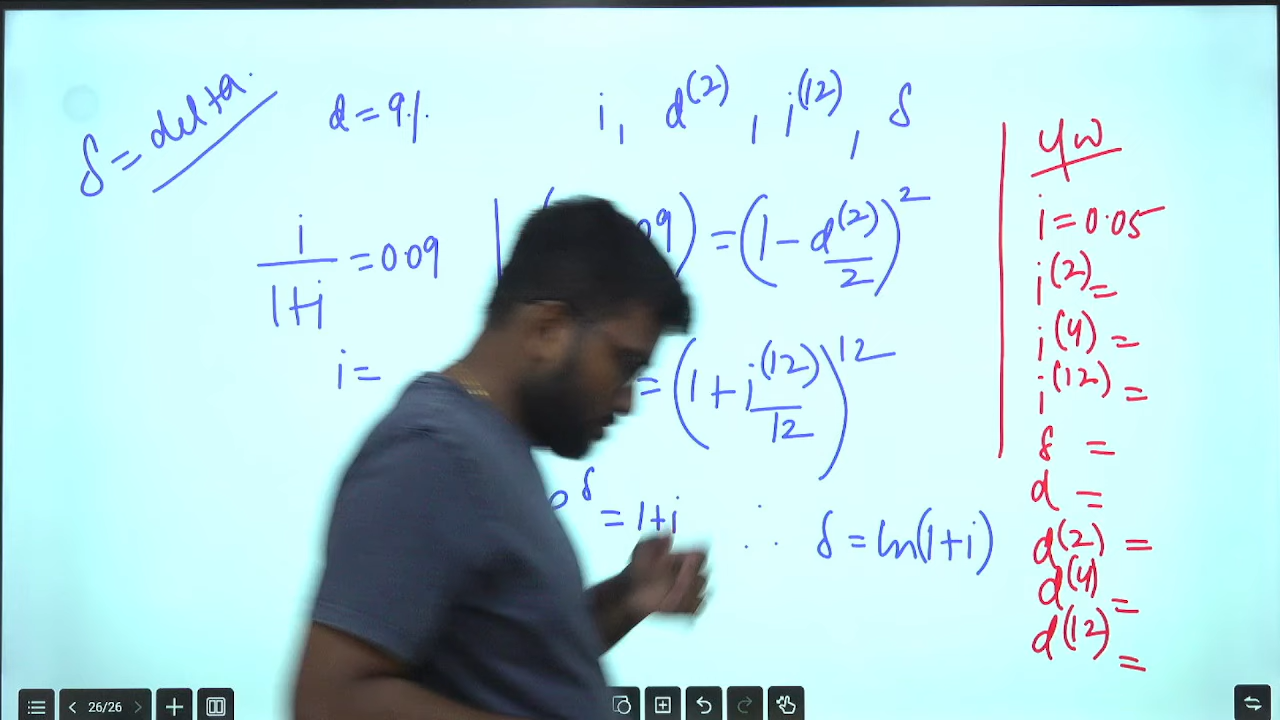 δ = delta.
d = 9%
i, d^(2), i^(12), δ
i/(1+i) = 0.09
09) = (1 - d^(2)/2)^2
i =
= (1 + i^(12)/12)^12
e^δ = 1+i ∴ δ = ln(1+i)
i = 0.05
i^(2) =
i^(4) =
i^(12) =
δ =
d =
d^(2) =
d^(4) =
d^(12) =
26/26